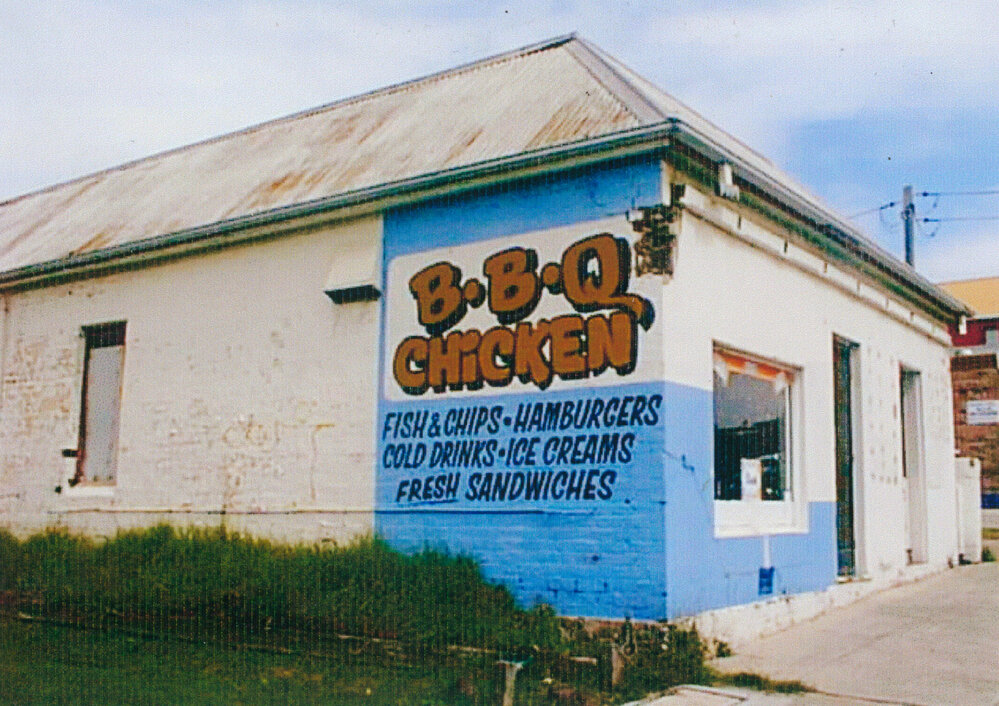 B•B•Q
CHiCKEN
FISH & CHIPS • HAMBURGERS
COLD DRINKS • ICE CREAMS
FRESH SANDWICHES